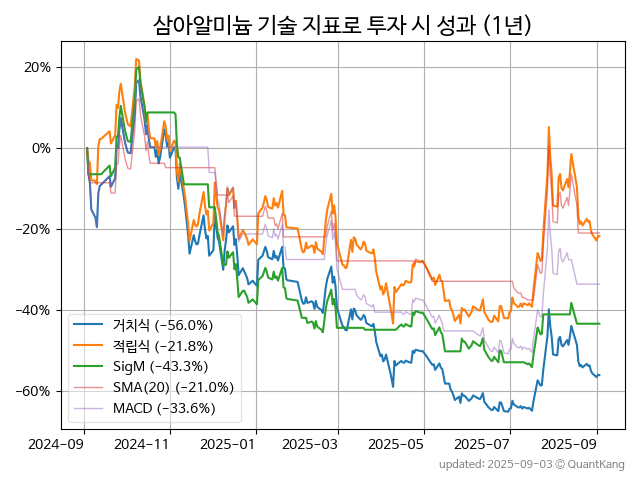 삼아알미늄 기술 지표로 투자 시 성과 (1년)
20%
0%
−20%
−40%
−60%
거치식 (−56.0%)
적립식 (−21.8%)
SigM (−43.3%)
SMA(20) (−21.0%)
MACD (−33.6%)
2024-09 2024-11 2025-01 2025-03 2025-05 2025-07 2025-09
updated: 2025-09-03 © QuantKang